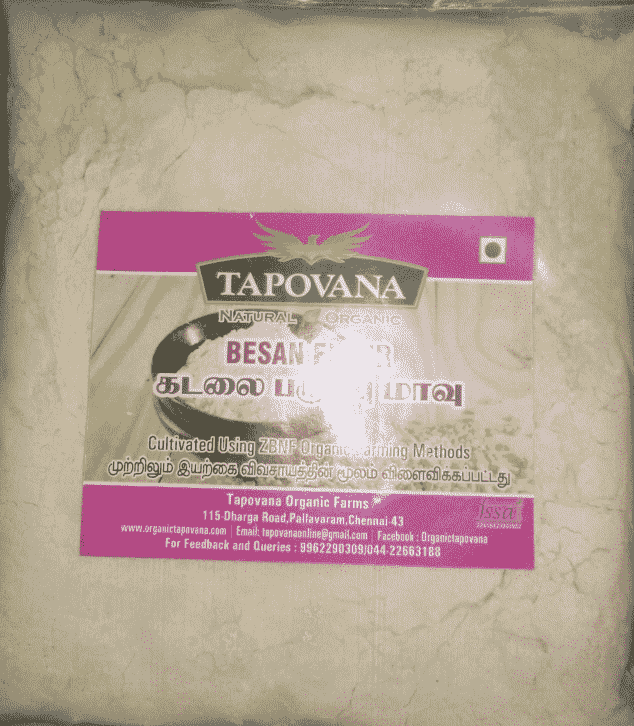 TAPOVANA
NATURAL ORGANIC
BESAN
கடலை மாவு
Cultivated Using ZBNF Organic Farming Methods
முற்றிலும் இயற்கை விவசாயத்தின் மூலம் விளைவிக்கப்பட்டது
Tapovana Organic Farms
115-Dharga Road,Pallavaram,Chennai-43
www.organictapovana.com | Email: tapovanaonline@gmail.com | Facebook : Organictapovana
For Feedback and Queries : 9962290309/044-22663188
issa